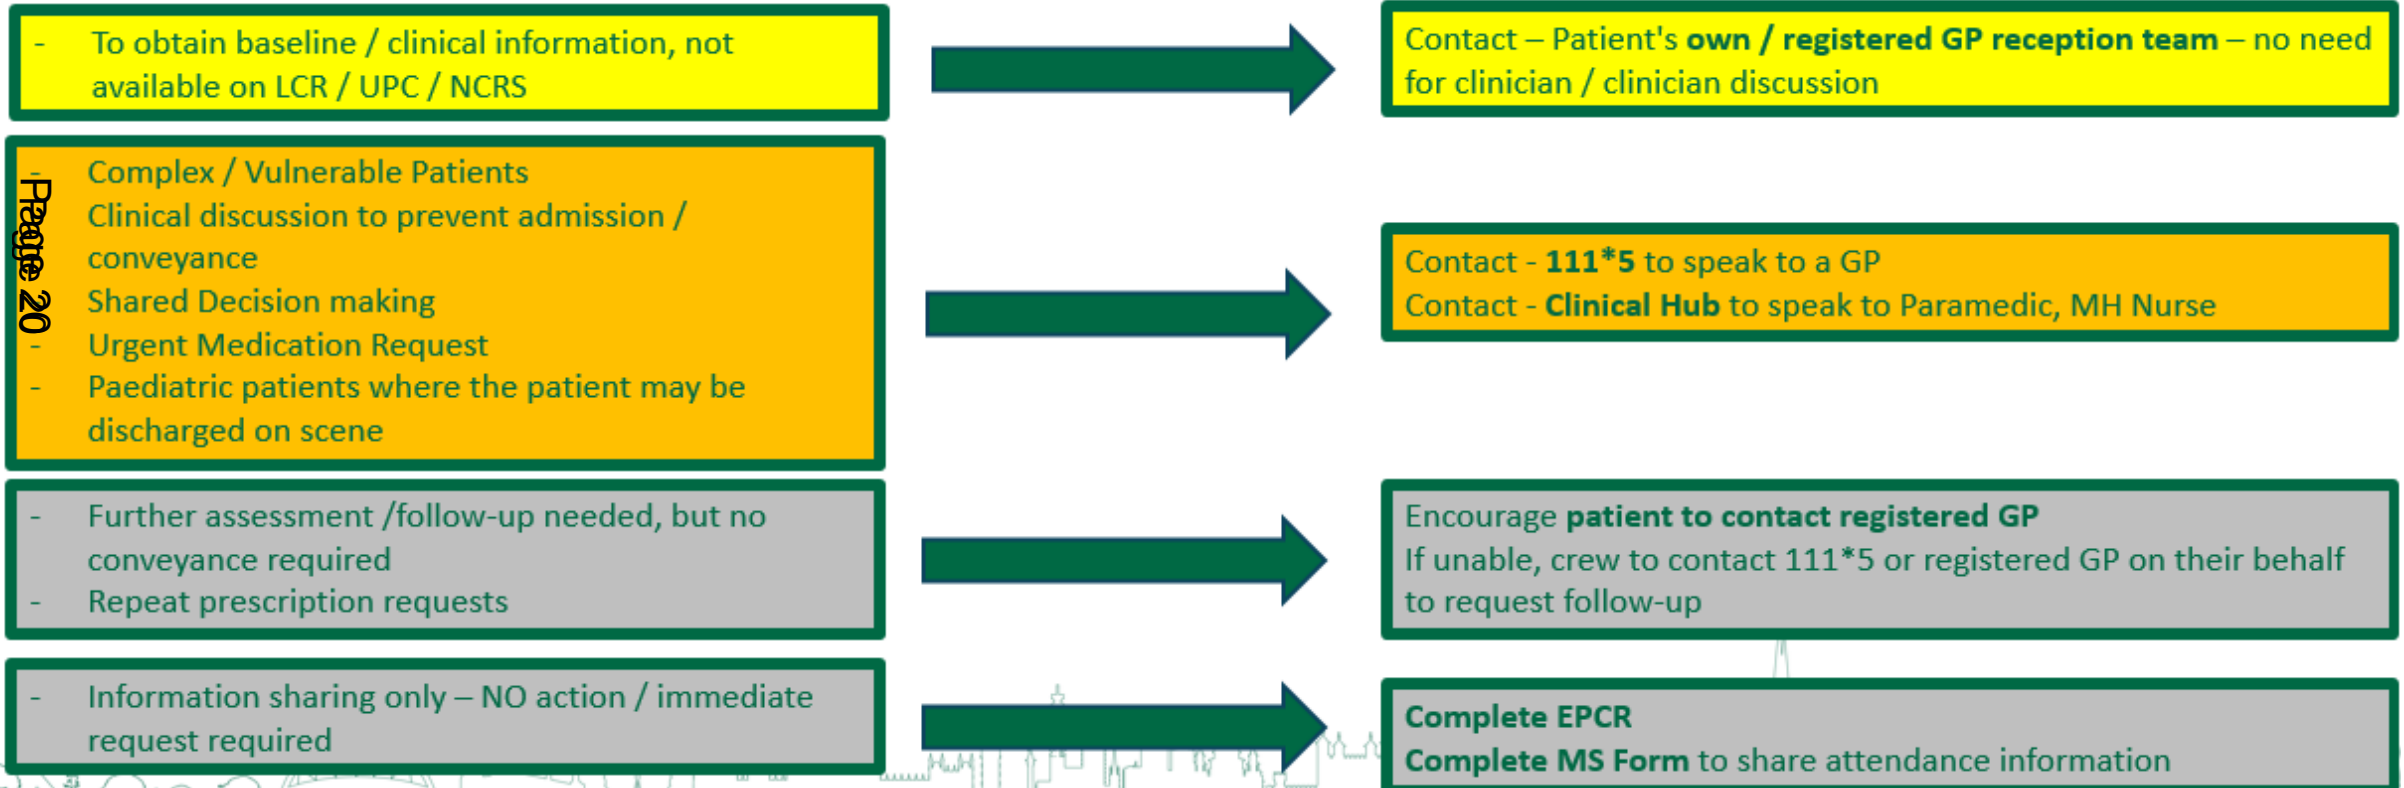 - To obtain baseline / clinical information, not
available on LCR / UPC / NCRS
Contact – Patient's own / registered GP reception team – no need
for clinician / clinician discussion
- Complex / Vulnerable Patients
Clinical discussion to prevent admission /
conveyance
Shared Decision making
- Urgent Medication Request
- Paediatric patients where the patient may be
discharged on scene
Contact - 111*5 to speak to a GP
Contact - Clinical Hub to speak to Paramedic, MH Nurse
- Further assessment /follow-up needed, but no
conveyance required
- Repeat prescription requests
Encourage patient to contact registered GP
If unable, crew to contact 111*5 or registered GP on their behalf
to request follow-up
- Information sharing only – NO action / immediate
request required
Complete EPCR
Complete MS Form to share attendance information